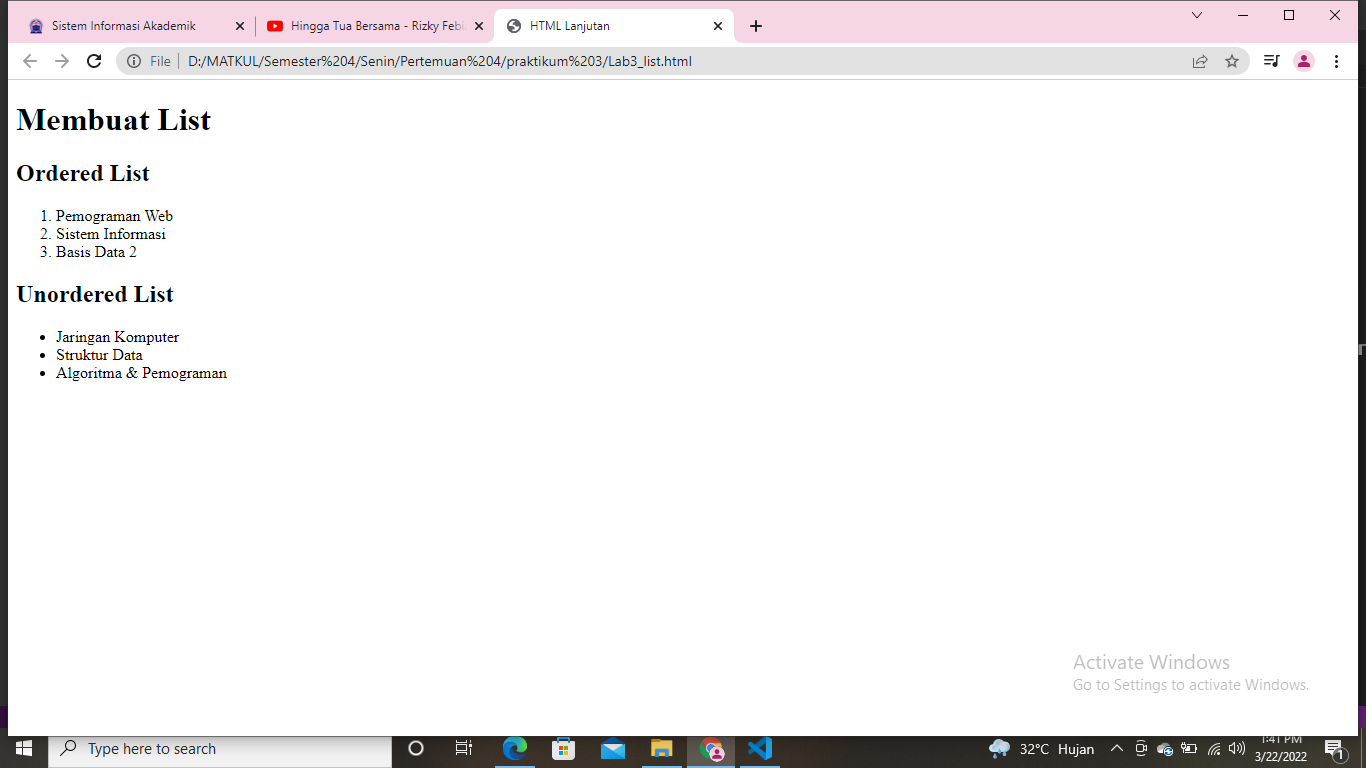 Sistem Informasi Akademik
Hingga Tua Bersama - Rizky Feb
HTML Lanjutan
File
D:/MATKUL/Semester%204/Senin/Pertemuan%204/praktikum%203/Lab3_list.html
Membuat List
Ordered List
1. Pemograman Web
2. Sistem Informasi
3. Basis Data 2
Unordered List
• Jaringan Komputer
• Struktur Data
• Algoritma & Pemograman
Activate Windows
Go to Settings to activate Windows.
Type here to search
32°C Hujan
1:41 PM
3/22/2022
1